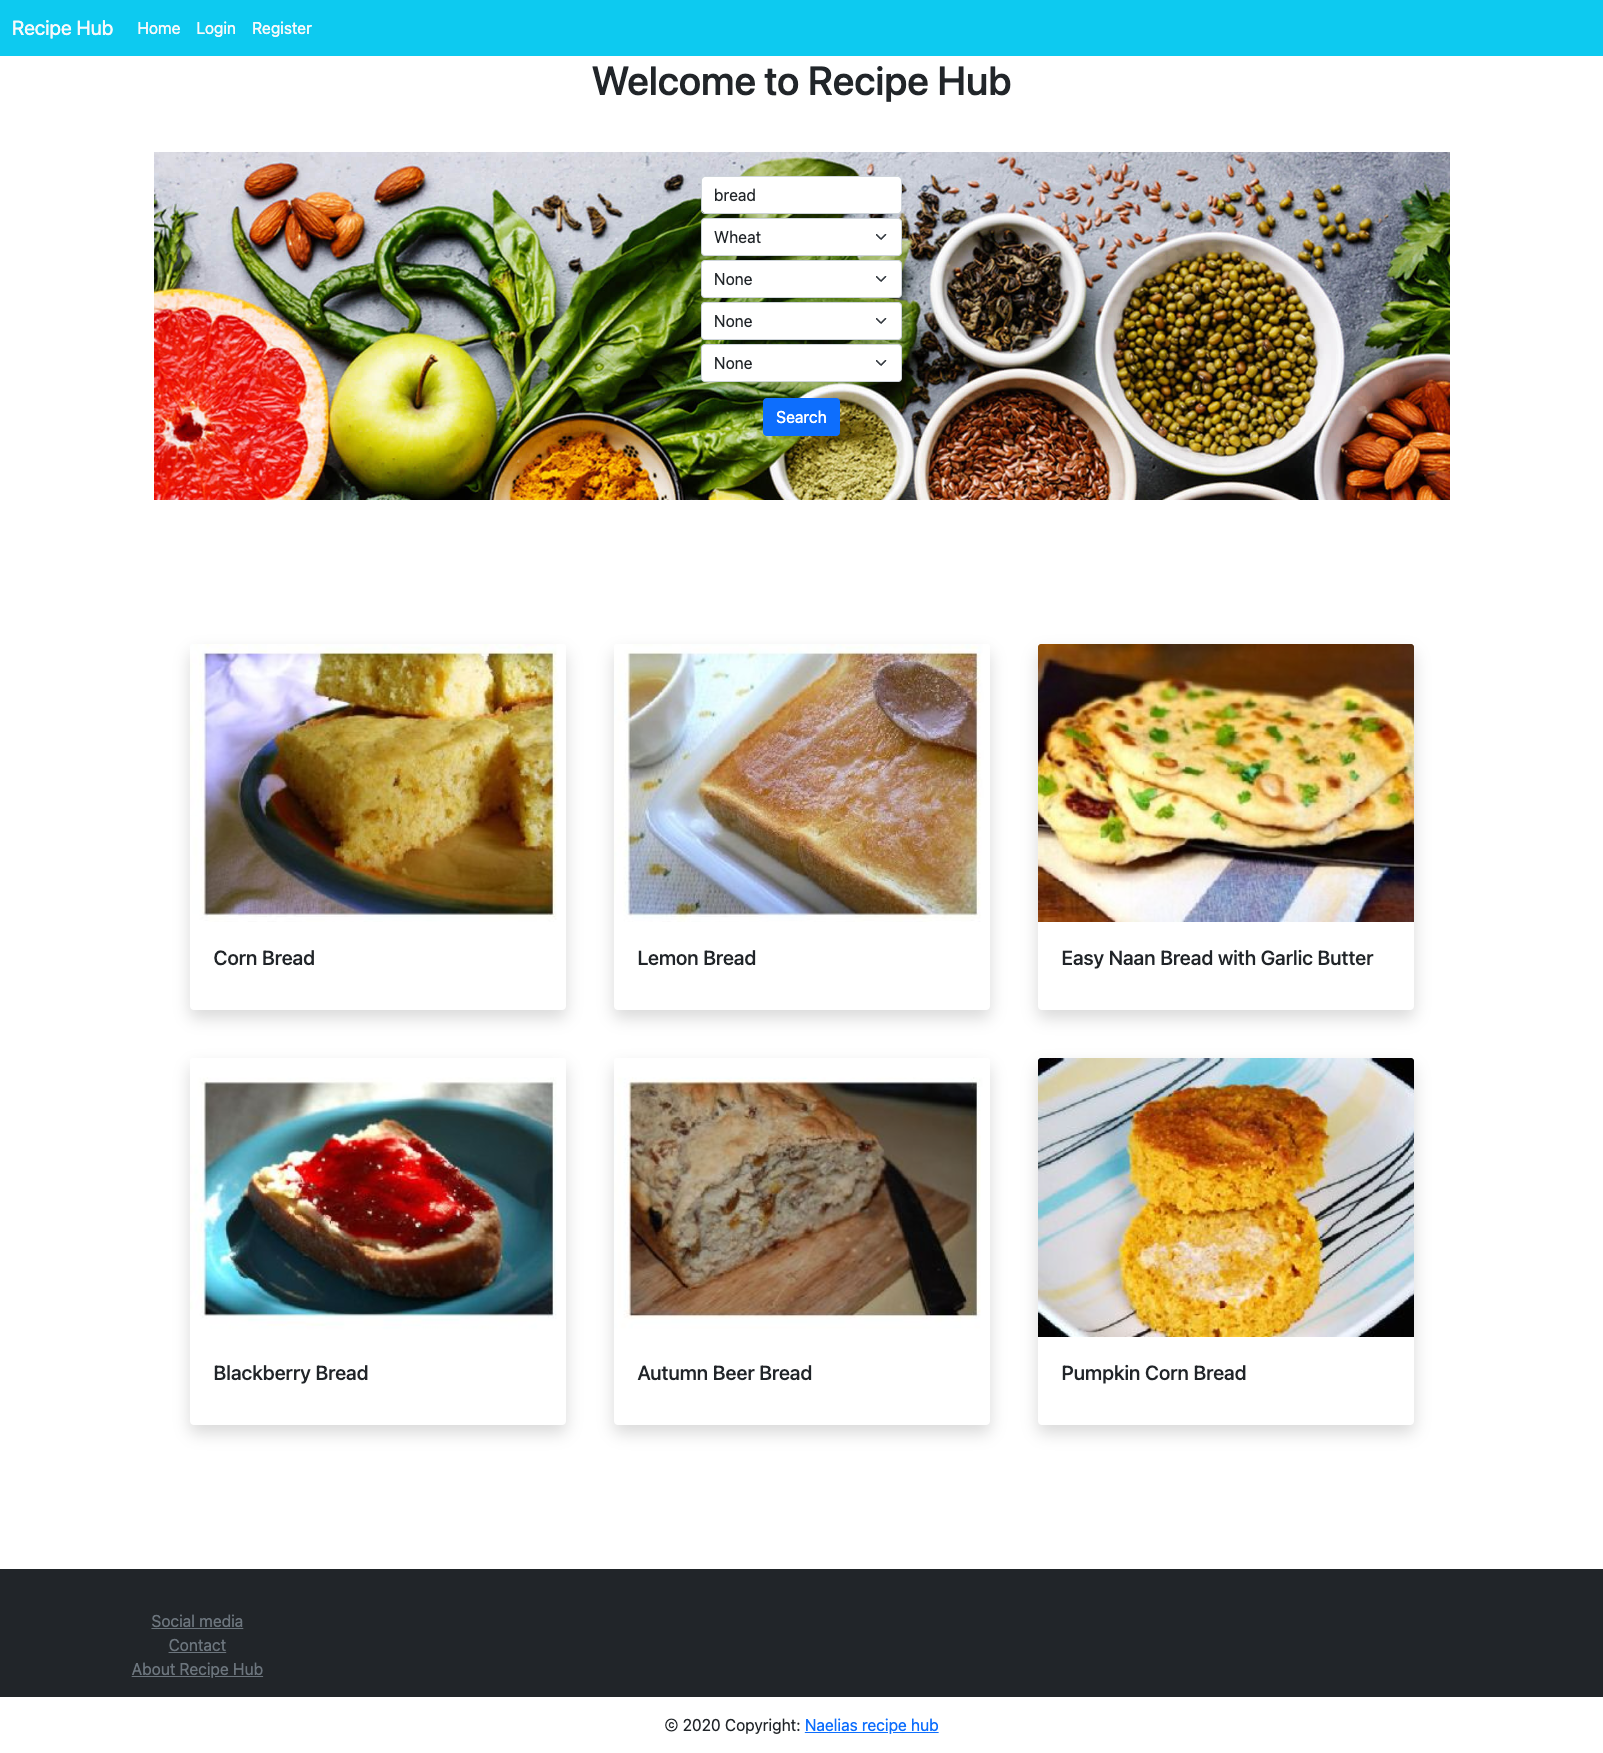 Recipe Hub Home Login Register
Welcome to Recipe Hub
bread
Wheat
None
None
None
Search
Corn Bread
Lemon Bread
Easy Naan Bread with Garlic Butter
Blackberry Bread
Autumn Beer Bread
Pumpkin Corn Bread
Social media
Contact
About Recipe Hub
© 2020 Copyright: Naelias recipe hub